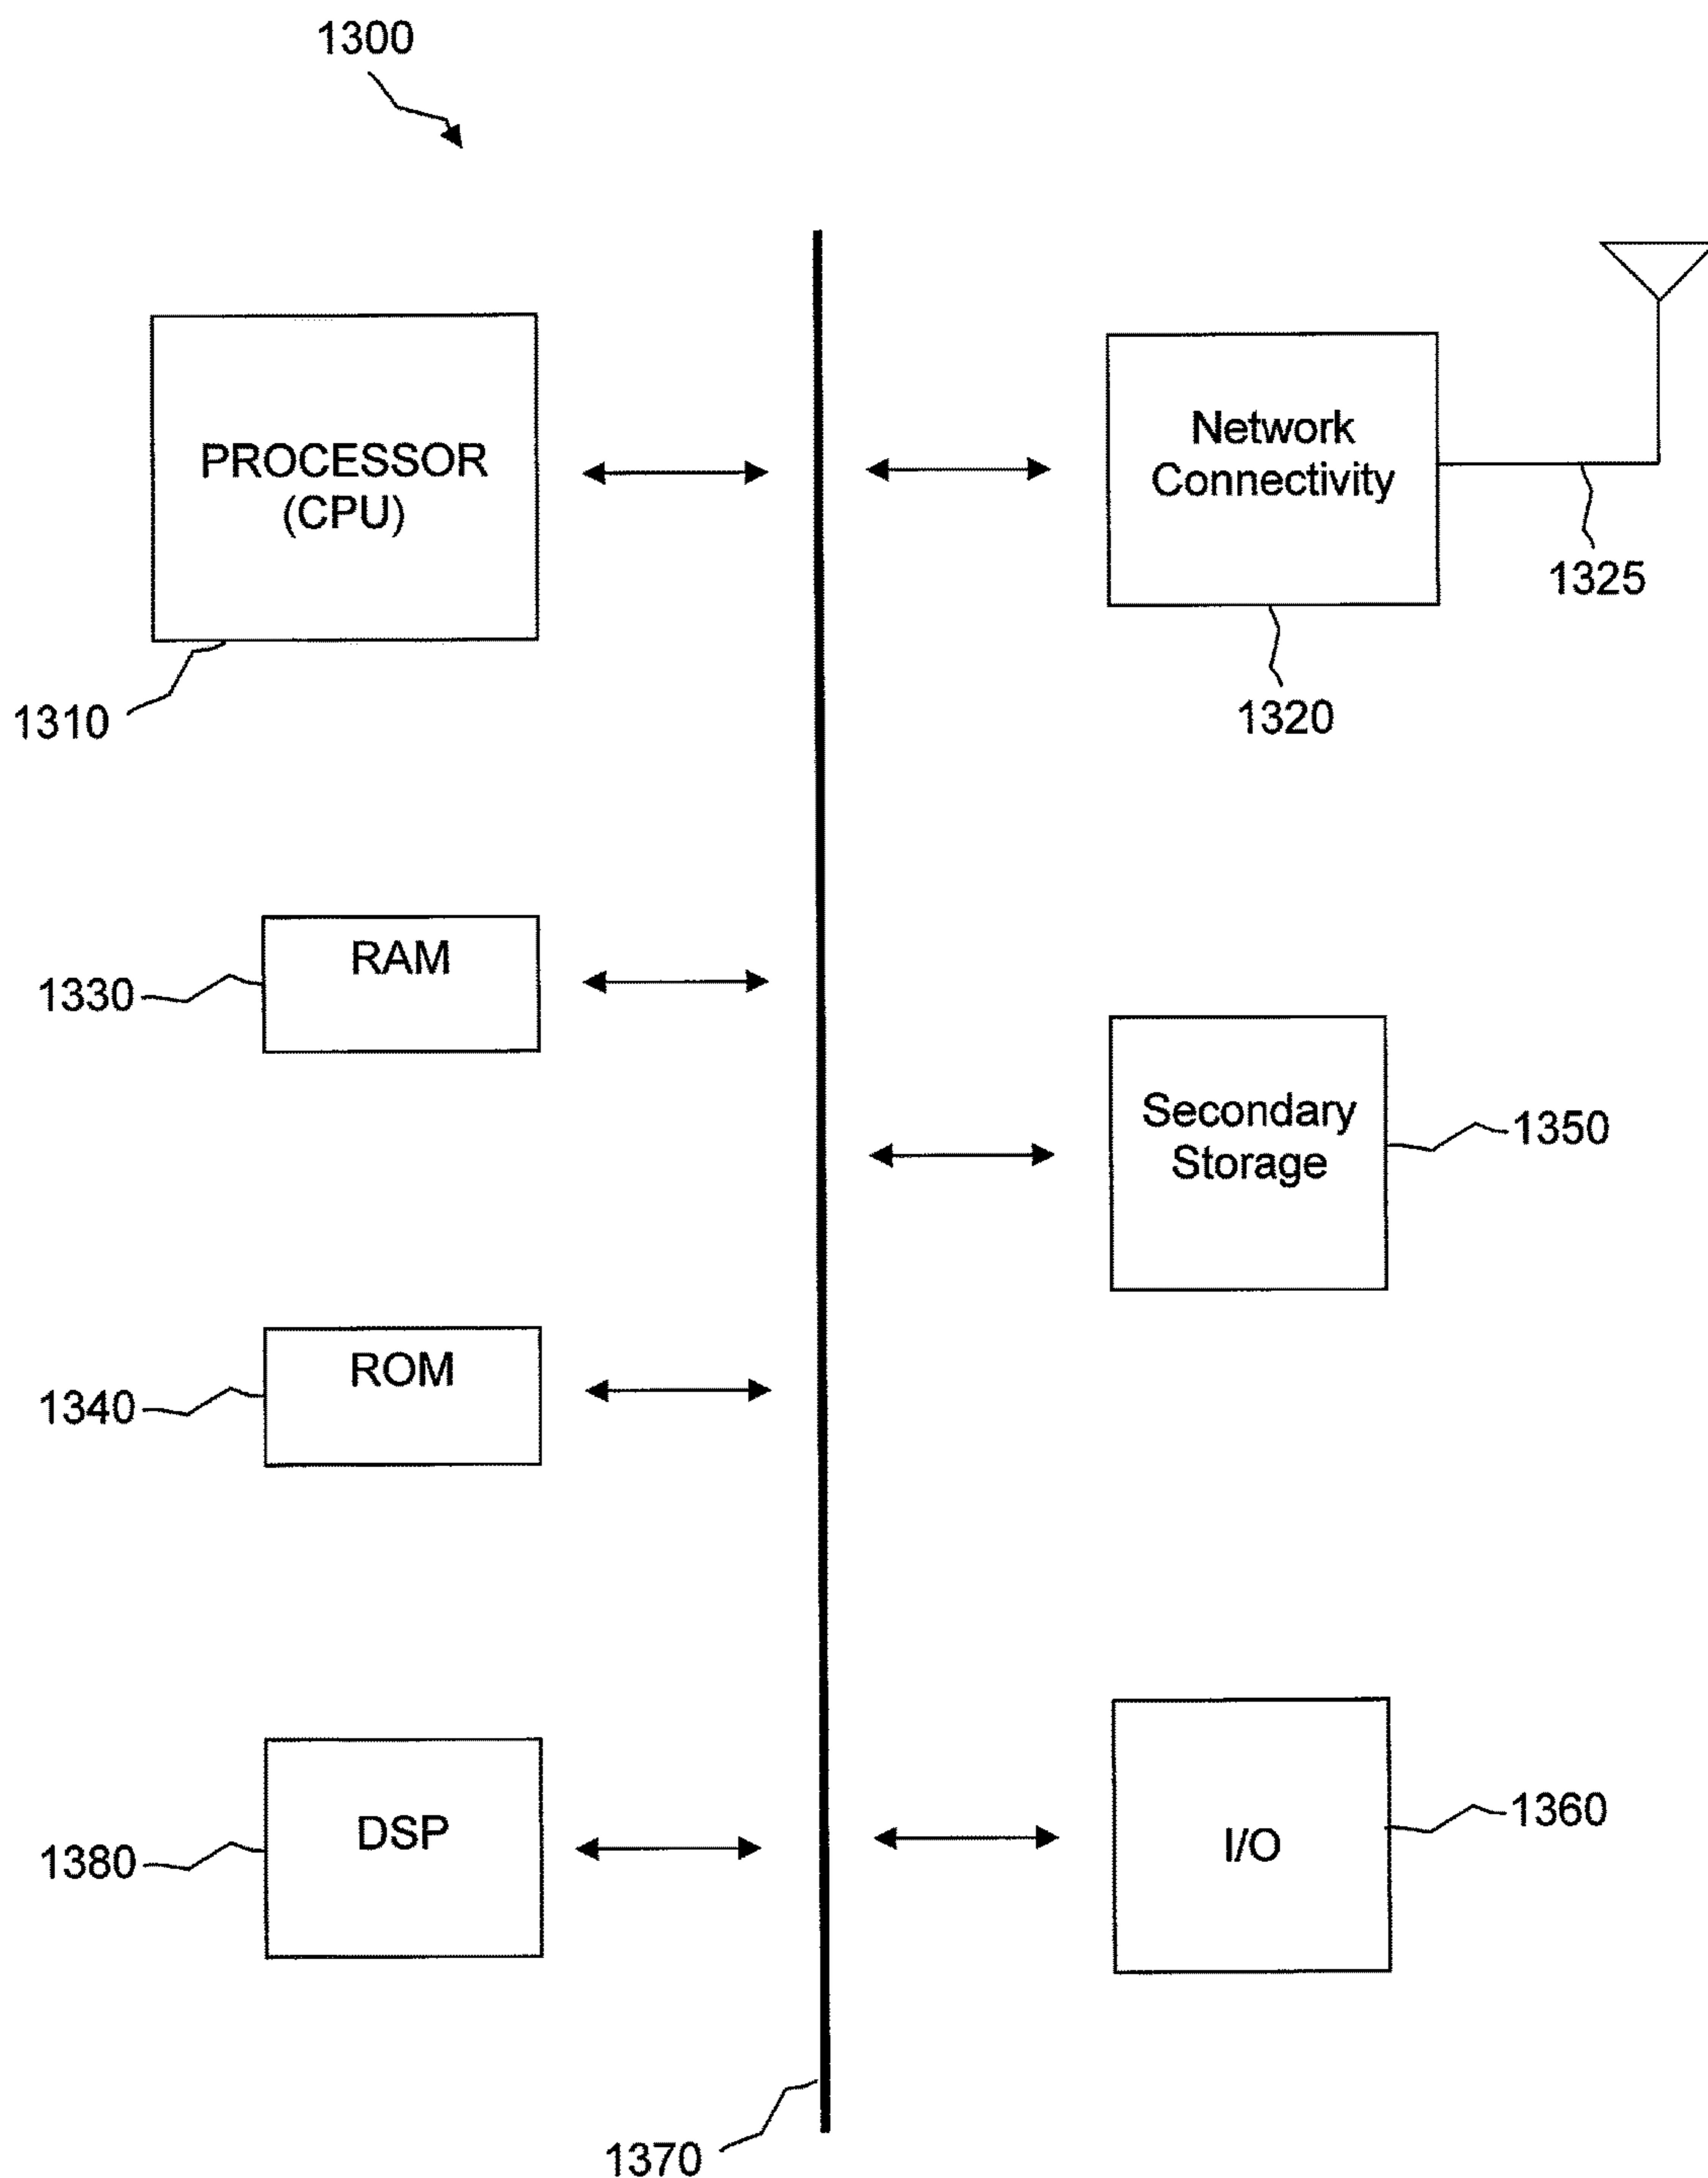 1300
PROCESSOR
(CPU)
Network
Connectivity
1325
1310
1320
RAM
1330
Secondary
Storage
1350
ROM
1340
DSP
1380
I/O
1360
1370